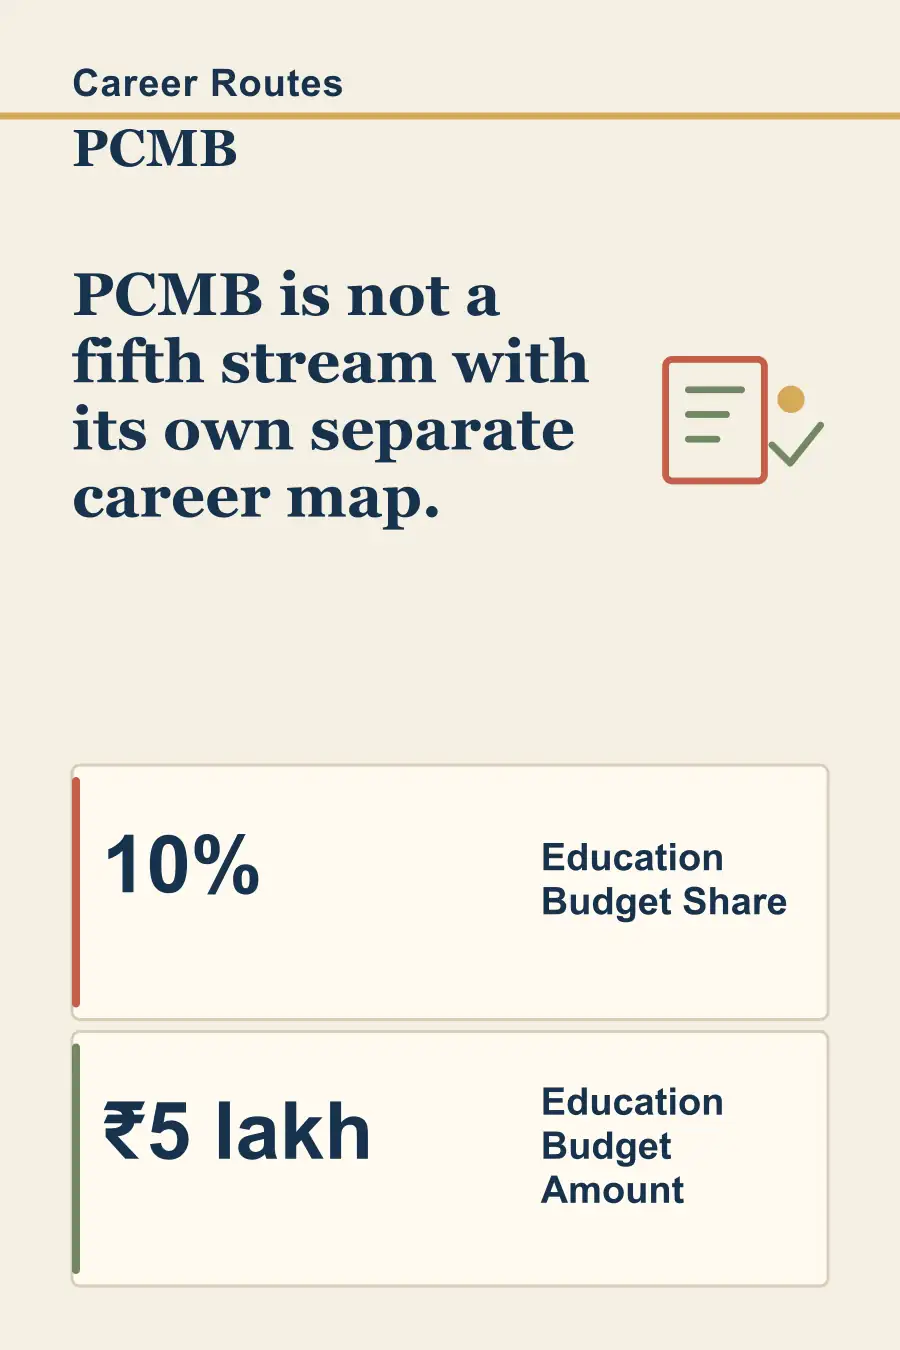 Career Routes
PCMB
PCMB is not a
fifth stream with
its own separate
career map.
10%
Education
Budget Share
₹5 lakh
Education
Budget
Amount